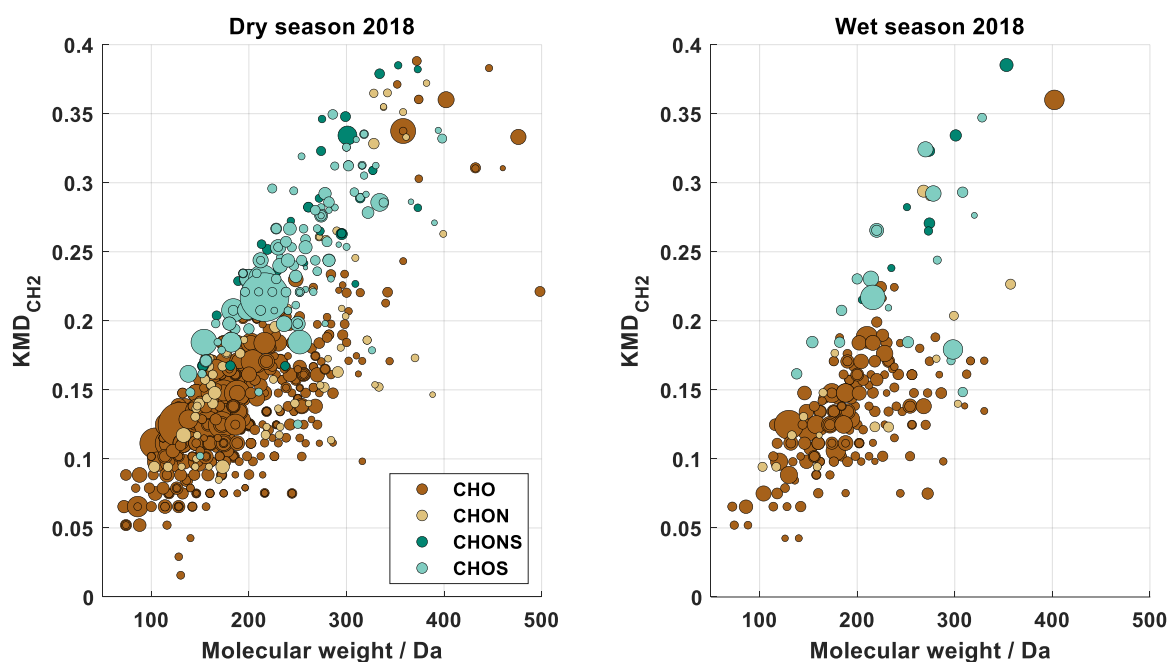 Dry season 2018
0.4
0.35
0.3
0.25
0.2
0.15
0.1
0.05
0
KMD_CH2
100 200 300 400 500
Molecular weight / Da
CHO
CHON
CHONS
CHOS
Wet season 2018
0.4
0.35
0.3
0.25
0.2
0.15
0.1
0.05
0
KMD_CH2
100 200 300 400 500
Molecular weight / Da